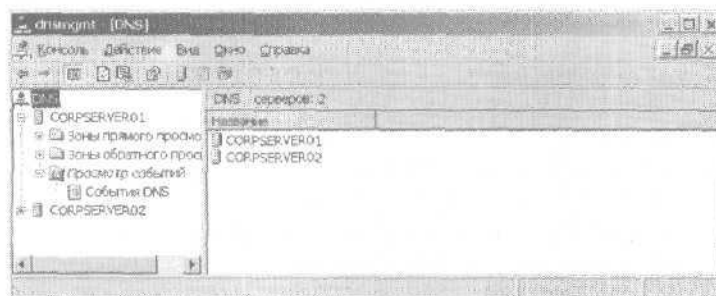 dnsmgmt - [DNS]
Консоль Действие Вид Окно Справка
DNS
CORPSERVER01
Зоны прямого просмо
Зоны обратного прос
Просмотр событий
События DNS
CORPSERVER02
DNS серверов: 2
Название
CORPSERVER01
CORPSERVER02